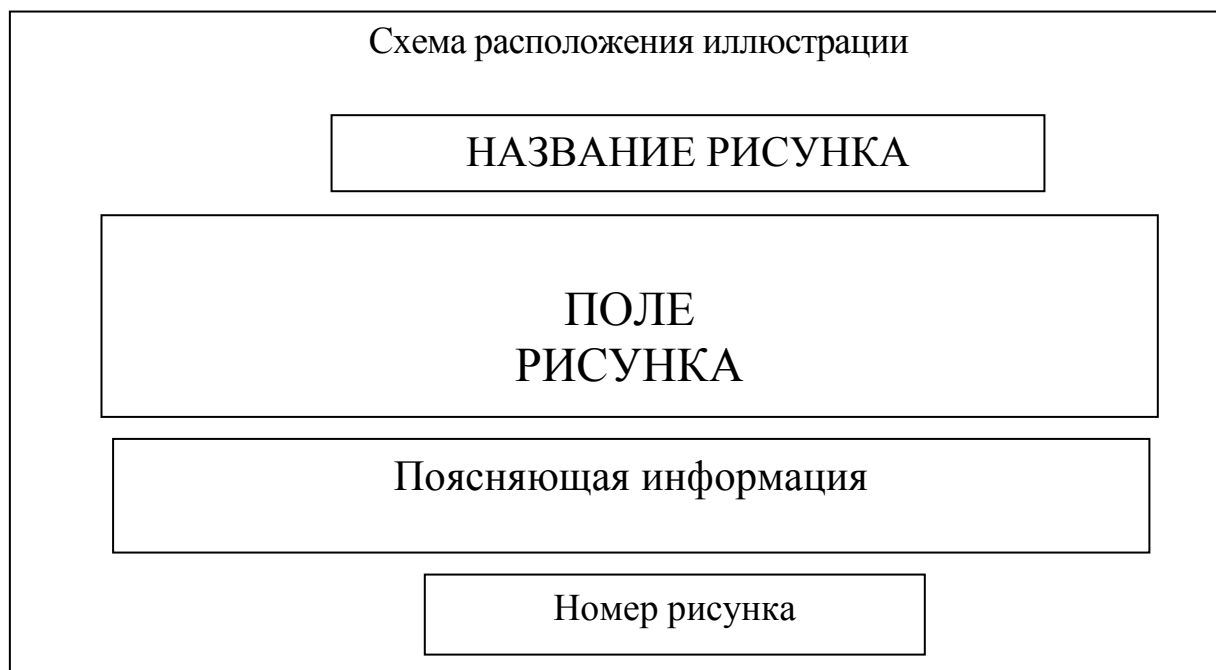 Схема расположения иллюстрации
НАЗВАНИЕ РИСУНКА
ПОЛЕ
РИСУНКА
Поясняющая информация
Номер рисунка